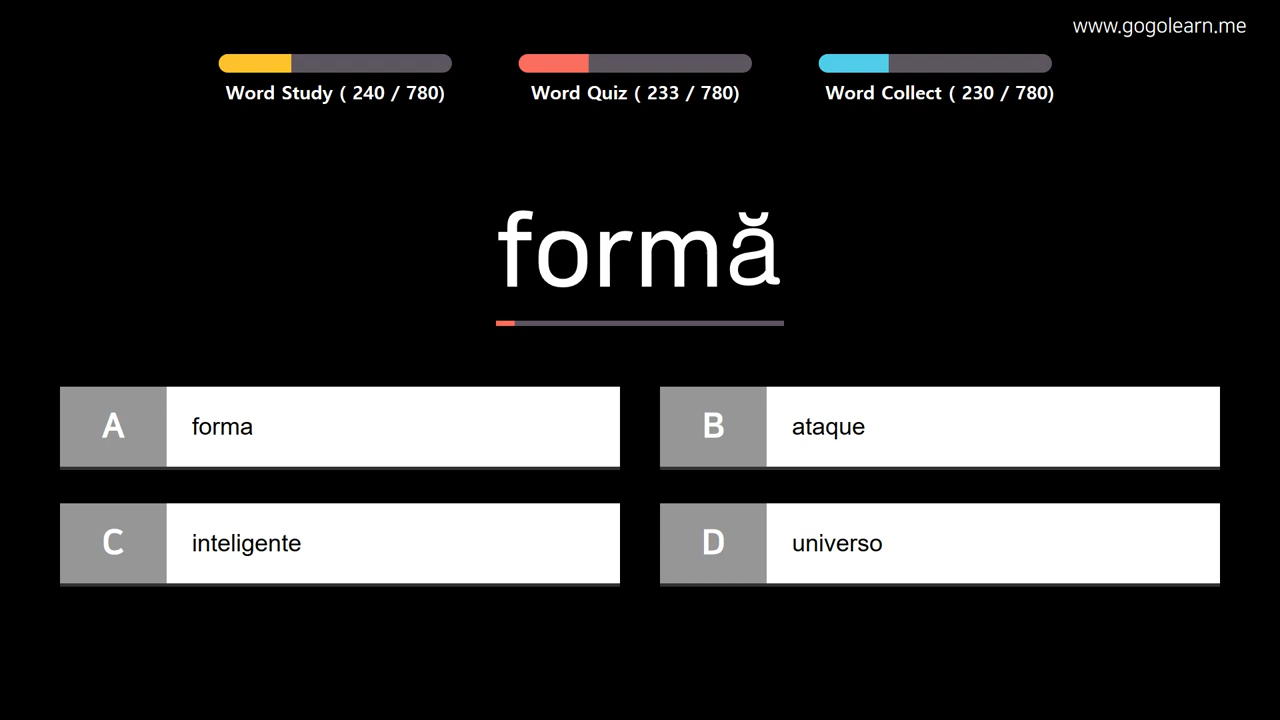 www.gogolearn.me
Word Study ( 240 / 780)
Word Quiz ( 233 / 780)
Word Collect ( 230 / 780)
formă
A forma
B ataque
C inteligente
D universo